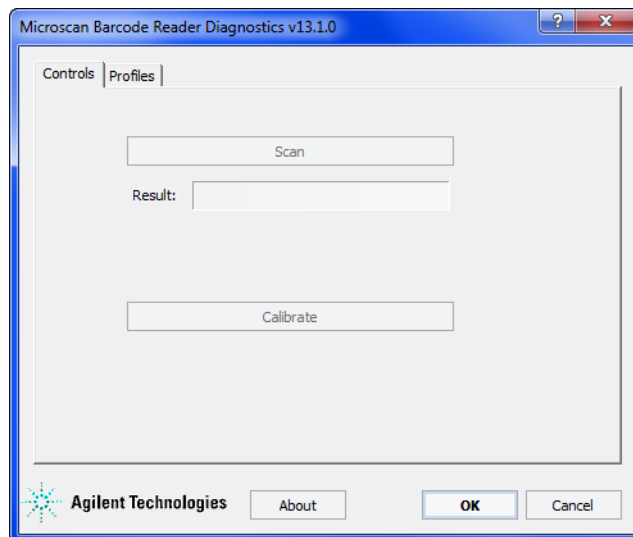 Microscan Barcode Reader Diagnostics v13.1.0
?
X
Controls
Profiles
Scan
Result:
Calibrate
Agilent Technologies
About
OK
Cancel